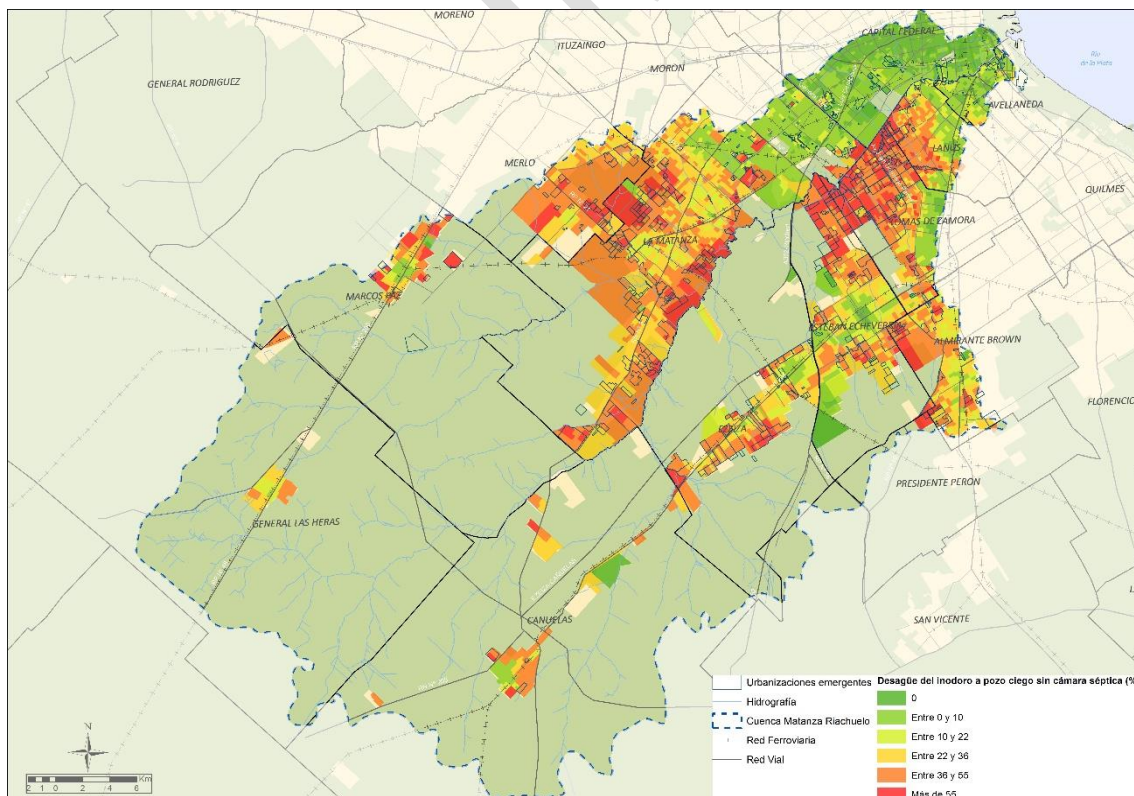 MORENO
CAPITAL FEDERAL
ITUZAINGO
Río
de la Plata
MORON
GENERAL RODRIGUEZ
AVELLANEDA
LANUS
MERLO
QUILMES
LOMAS DE ZAMORA
LA MATANZA
MARCOS PAZ
ESTEBAN ECHEVERRIA
ALMIRANTE BROWN
FLORENCIO
EZEIZA
PRESIDENTE PERON
GENERAL LAS HERAS
SAN VICENTE
CAÑUELAS
N
2 1 0 2 4 6 Km
Urbanizaciones emergentes
Hidrografía
Cuenca Matanza Riachuelo
Red Ferroviaria
Red Vial
Desagüe del inodoro a pozo ciego sin cámara séptica (%
0
Entre 0 y 10
Entre 10 y 22
Entre 22 y 36
Entre 36 y 55
Más de 55